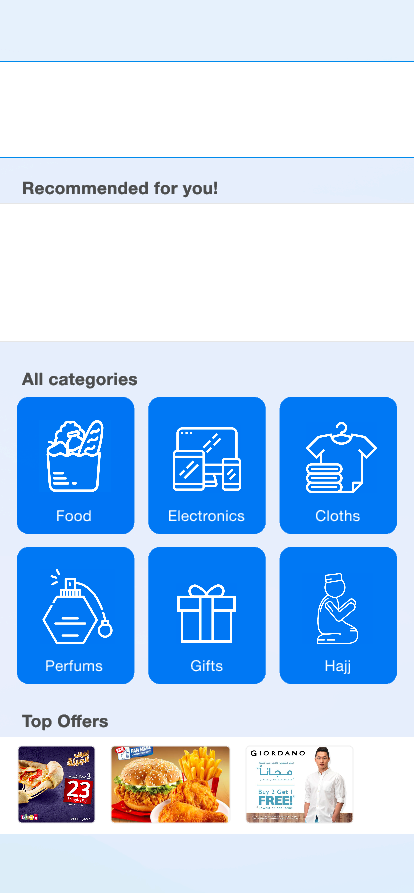 Recommended for you!
All categories
Food
Electronics
Cloths
Perfums
Gifts
Hajj
Top Offers
23
GIORDANO
مجاناً
Buy 2 Get 1
FREE!